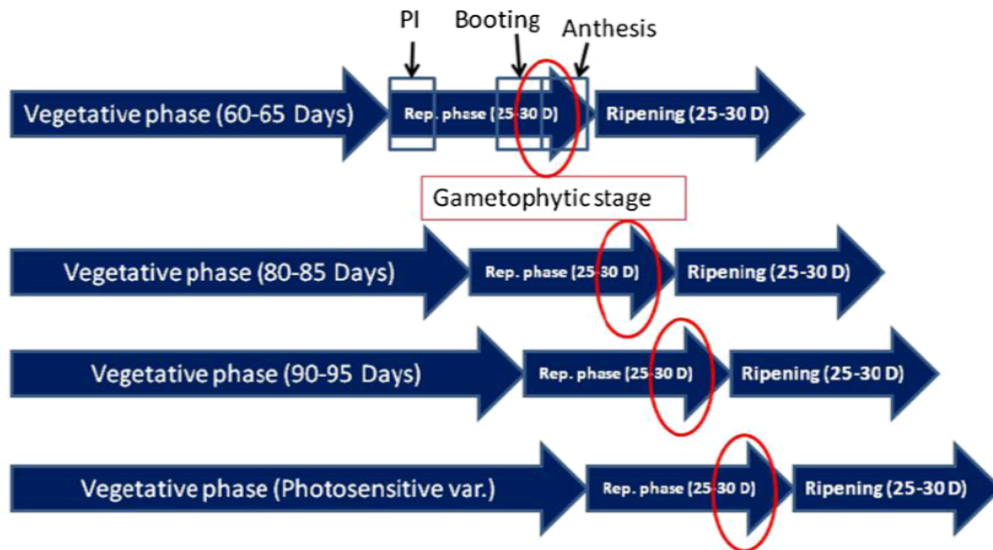 PI
Booting
Anthesis
Vegetative phase (60-65 Days)
Rep. phase (25-30 D)
Ripening (25-30 D)
Gametophytic stage
Vegetative phase (80-85 Days)
Rep. phase (25-30 D)
Ripening (25-30 D)
Vegetative phase (90-95 Days)
Rep. phase (25-30 D)
Ripening (25-30 D)
Vegetative phase (Photosensitive var.)
Rep. phase (25-30 D)
Ripening (25-30 D)